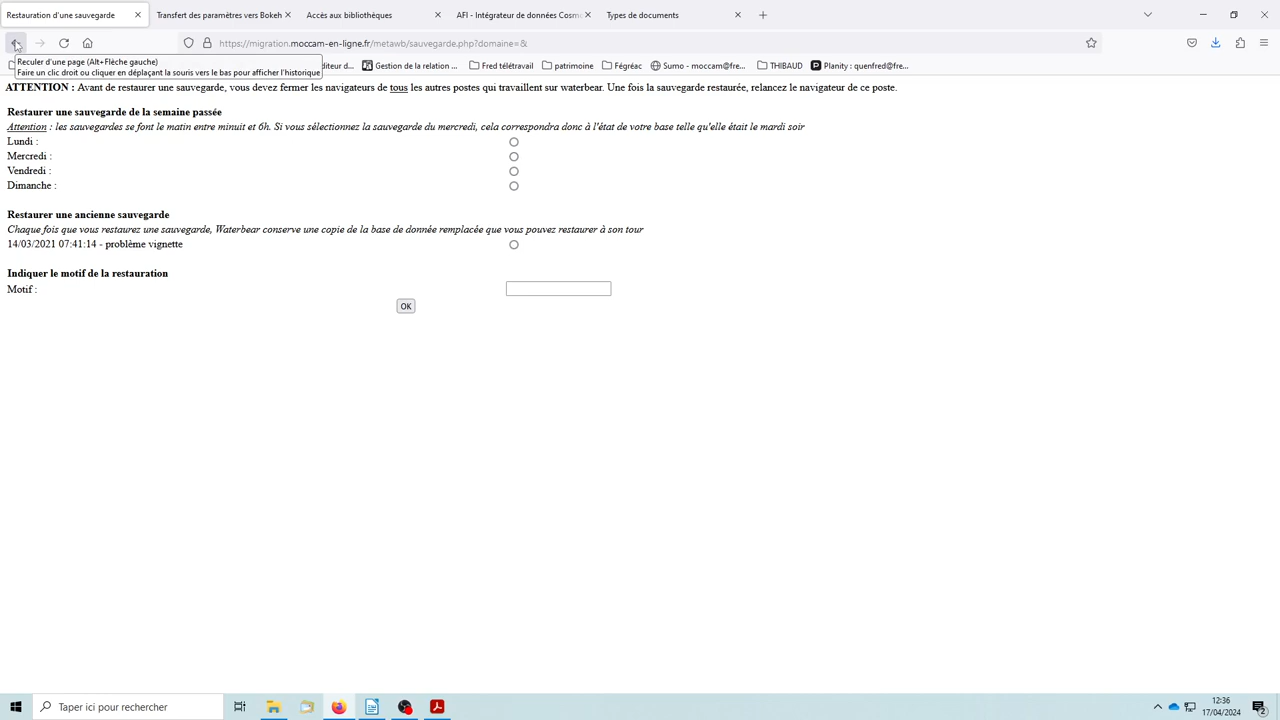 Restauration d'une sauvegarde
Transfert des paramètres vers Bokeh
Accès aux bibliothèques
AFI - Intégrateur de données Cosm
Types de documents
https://migration.moccam-en-ligne.fr/metawb/sauvegarde.php?domaine=&
Reculer d'une page (Alt+Flèche gauche)
Faire un clic droit ou cliquer en déplaçant la souris vers le bas pour afficher l'historique
diteur d...
Gestion de la relation ...
Fred télétravail
patrimoine
Fégréac
Sumo - moccam@fre...
THIBAUD
Planity : quenfred@fre...
ATTENTION : Avant de restaurer une sauvegarde, vous devez fermer les navigateurs de tous les autres postes qui travaillent sur waterbear. Une fois la sauvegarde restaurée, relancez le navigateur de ce poste.
Restaurer une sauvegarde de la semaine passée
Attention : les sauvegardes se font le matin entre minuit et 6h. Si vous sélectionnez la sauvegarde du mercredi, cela correspondra donc à l'état de votre base telle qu'elle était le mardi soir
Lundi :
Mercredi :
Vendredi :
Dimanche :
Restaurer une ancienne sauvegarde
Chaque fois que vous restaurez une sauvegarde, Waterbear conserve une copie de la base de donnée remplacée que vous pouvez restaurer à son tour
14/03/2021 07:41:14 - problème vignette
Indiquer le motif de la restauration
Motif :
OK
Taper ici pour rechercher
12:36
17/04/2024
2